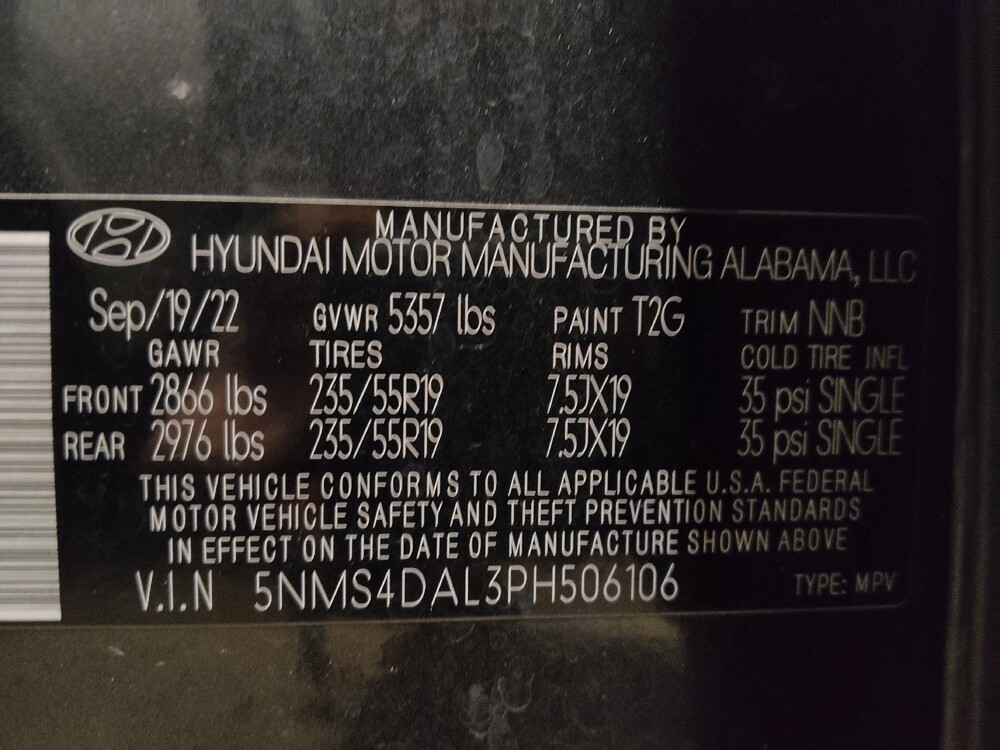 MANUFACTURED BY
HYUNDAI MOTOR MANUFACTURING ALABAMA, LLC
Sep/19/22 GVWR 5357 lbs PAINT T2G TRIM NNB
GAWR TIRES RIMS COLD TIRE INFL
FRONT 2866 lbs 235/55R19 7.5JX19 35 psi SINGLE
REAR 2976 lbs 235/55R19 7.5JX19 35 psi SINGLE
THIS VEHICLE CONFORMS TO ALL APPLICABLE U.S.A. FEDERAL
MOTOR VEHICLE SAFETY AND THEFT PREVENTION STANDARDS
IN EFFECT ON THE DATE OF MANUFACTURE SHOWN ABOVE
V.I.N 5NMS4DAL3PH506106 TYPE: MPV